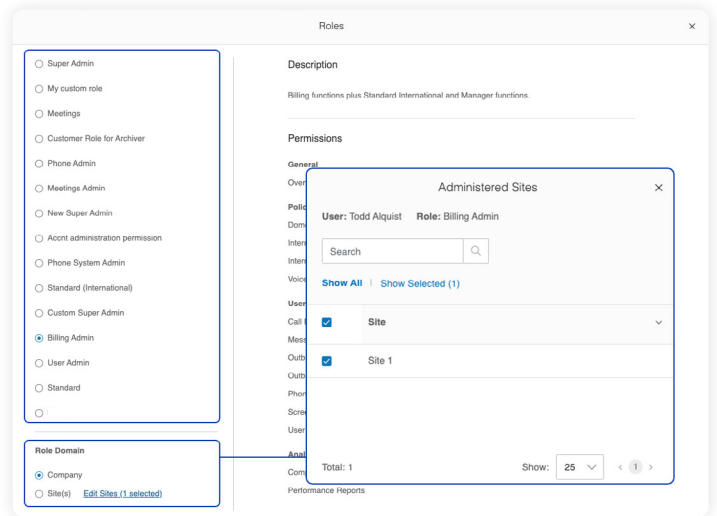 Roles
Super Admin
My custom role
Meetings
Customer Role for Archiver
Phone Admin
Meetings Admin
New Super Admin
Accnt administration permission
Phone System Admin
Standard (International)
Custom Super Admin
Billing Admin
User Admin
Standard
Role Domain
Company
Site(s) Edit Sites (1 selected)
Description
Billing functions plus Standard International and Manager functions.
Permissions
General
Over
Polic
Dome
Intern
Intern
Voice
User
Call
Mess
Outb
Outb
Phon
Scree
User
Anal
Com
Performance Reports
Administered Sites
User: Todd Alquist Role: Billing Admin
Search
Show All | Show Selected (1)
Site
Site 1
Total: 1
Show: 25
< 1 >